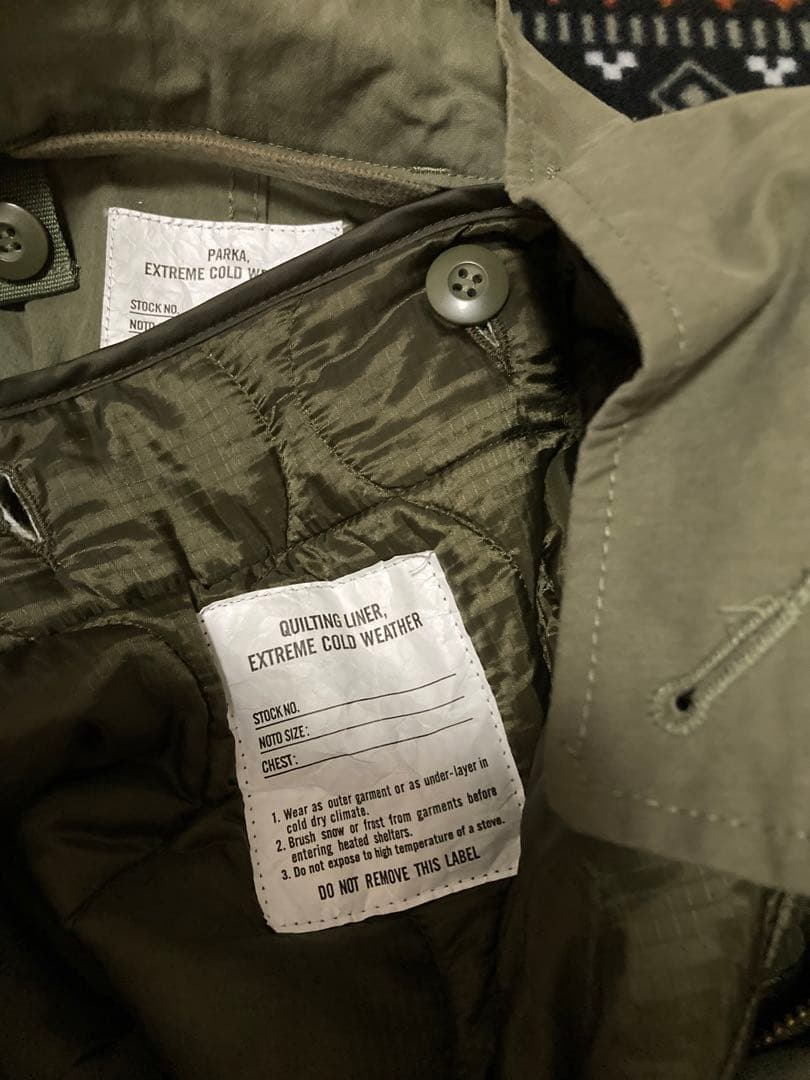 PARKA,
EXTREME COLD
STOCK NO.
QUILTING LINER,
EXTREME COLD WEATHER
STOCK NO.
NOTD SIZE:
CHEST:
1. Wear as outer garment or as under-layer in
cold dry climate.
2. Brush snow or frost from garments before
entering heated shelters.
3. Do not expose to high temperature of a stove.
DO NOT REMOVE THIS LABEL